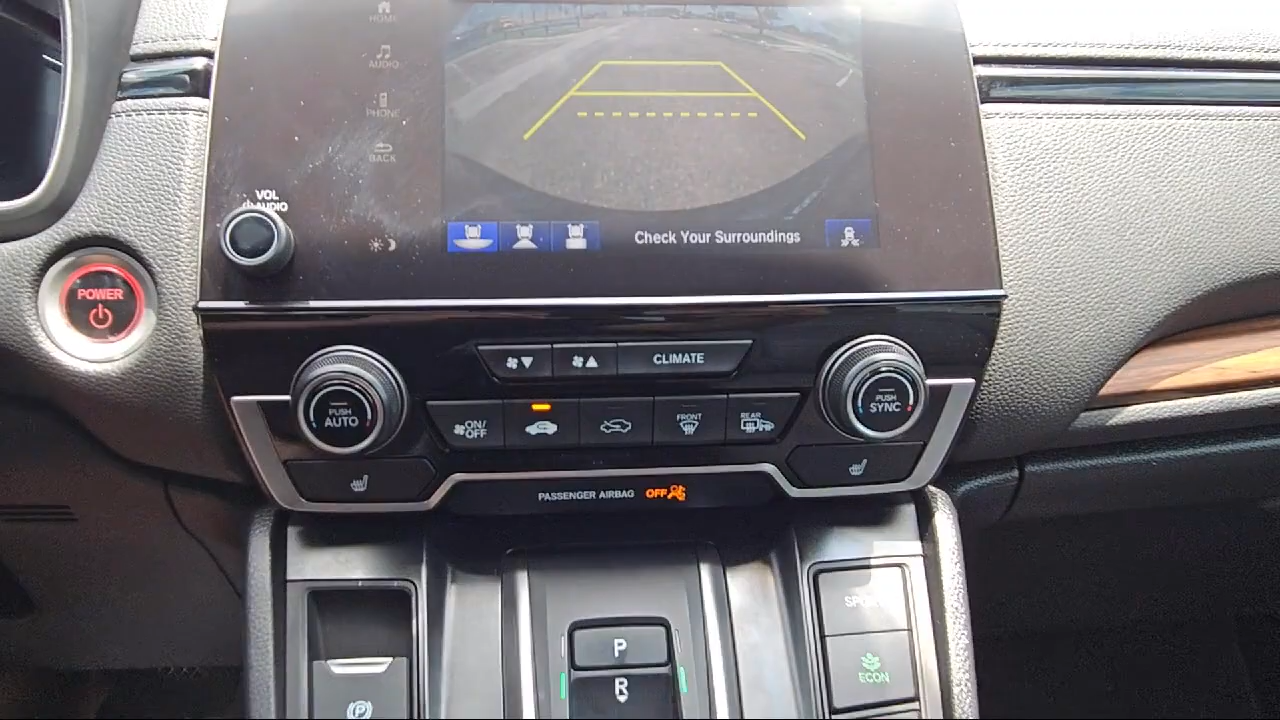 HOME
AUDIO
PHONE
BACK
VOL
AUDIO
Check Your Surroundings
POWER
CLIMATE
PUSH
AUTO
ON/
OFF
FRONT
REAR
PUSH
SYNC
PASSENGER AIRBAG OFF
P
R
SPORT
ECON
P